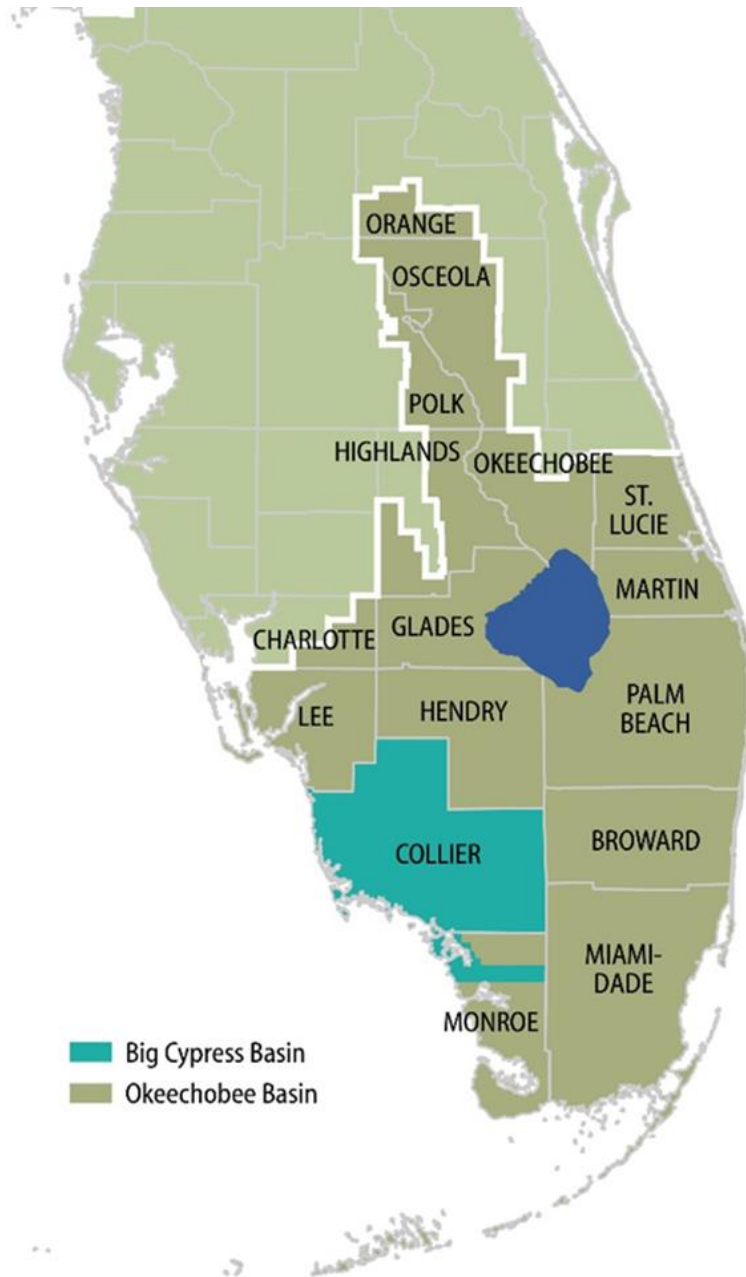 ORANGE
OSCEOLA
POLK
HIGHLANDS
OKEECHOBEE
ST.
LUCIE
MARTIN
CHARLOTTE
GLADES
LEE
HENDRY
PALM
BEACH
COLLIER
BROWARD
MIAMI-
DADE
MONROE
Big Cypress Basin
Okeechobee Basin